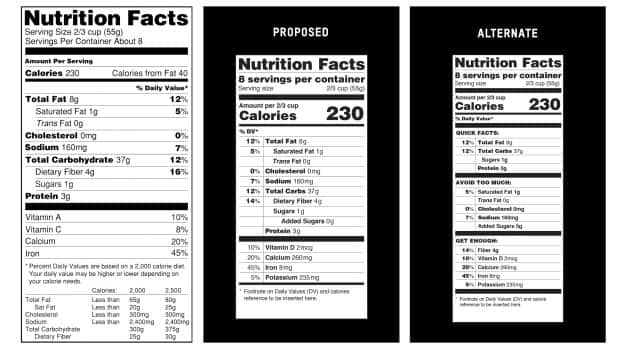 Nutrition Facts
Serving Size 2/3 cup (55g)
Servings Per Container About 8
Amount Per Serving
Calories 230 Calories from Fat 40
% Daily Value*
Total Fat 8g 12%
Saturated Fat 1g 5%
Trans Fat 0g
Cholesterol 0mg 0%
Sodium 160mg 7%
Total Carbohydrate 37g 12%
Dietary Fiber 4g 16%
Sugars 1g
Protein 3g
Vitamin A 10%
Vitamin C 8%
Calcium 20%
Iron 45%
* Percent Daily Values are based on a 2,000 calorie diet.
Your daily value may be higher or lower depending on
your calorie needs.
Calories: 2,000 2,500
Total Fat Less than 65g 80g
Sat Fat Less than 20g 25g
Cholesterol Less than 300mg 300mg
Sodium Less than 2,400mg 2,400mg
Total Carbohydrate 300g 375g
Dietary Fiber 25g 30g
PROPOSED
Nutrition Facts
8 servings per container
Serving size 2/3 cup (55g)
Amount per 2/3 cup
Calories 230
% DV*
12% Total Fat 8g
5% Saturated Fat 1g
Trans Fat 0g
0% Cholesterol 0mg
7% Sodium 160mg
12% Total Carbs 37g
14% Dietary Fiber 4g
Sugars 1g
Added Sugars 0g
Protein 3g
10% Vitamin D 2mcg
20% Calcium 260mg
45% Iron 8mg
5% Potassium 235mg
* Footnote on Daily Values (DV) and calories
reference to be inserted here.
ALTERNATE
Nutrition Facts
8 servings per container
Serving size 2/3 cup (55g)
Amount per 2/3 cup
Calories 230
% Daily Value*
QUICK FACTS:
12% Total Fat 8g
12% Total Carbs 37g
Sugars 1g
Protein 3g
AVOID TOO MUCH:
5% Saturated Fat 1g
Trans Fat 0g
0% Cholesterol 0mg
7% Sodium 160mg
Added Sugars 0g
GET ENOUGH:
14% Fiber 4g
10% Vitamin D 2mcg
20% Calcium 260mg
45% Iron 8mg
5% Potassium 235mg
* Footnote on Daily Values (DV) and calorie
reference to be inserted here.